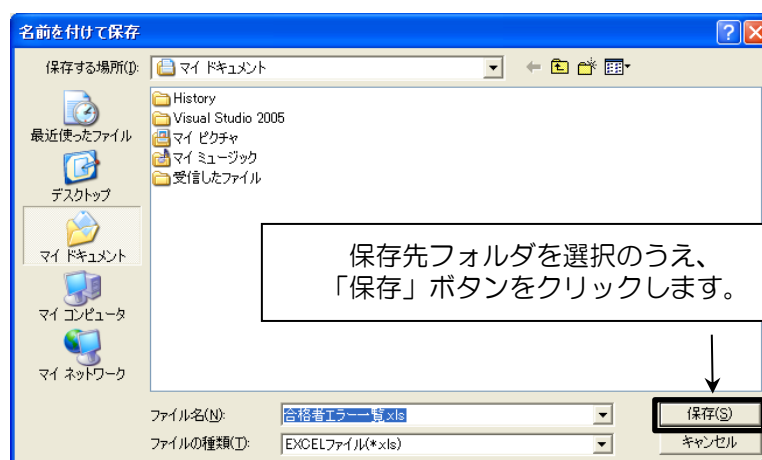 名前を付けて保存
保存する場所(I):
マイ ドキュメント
最近使ったファイル
デスクトップ
マイ ドキュメント
マイ コンピュータ
マイ ネットワーク
History
Visual Studio 2005
マイ ピクチャ
マイ ミュージック
受信したファイル
保存先フォルダを選択のうえ、
「保存」ボタンをクリックします。
ファイル名(N): 合格者エラー一覧.xls 保存(S)
ファイルの種類(T): EXCELファイル(*.xls) キャンセル